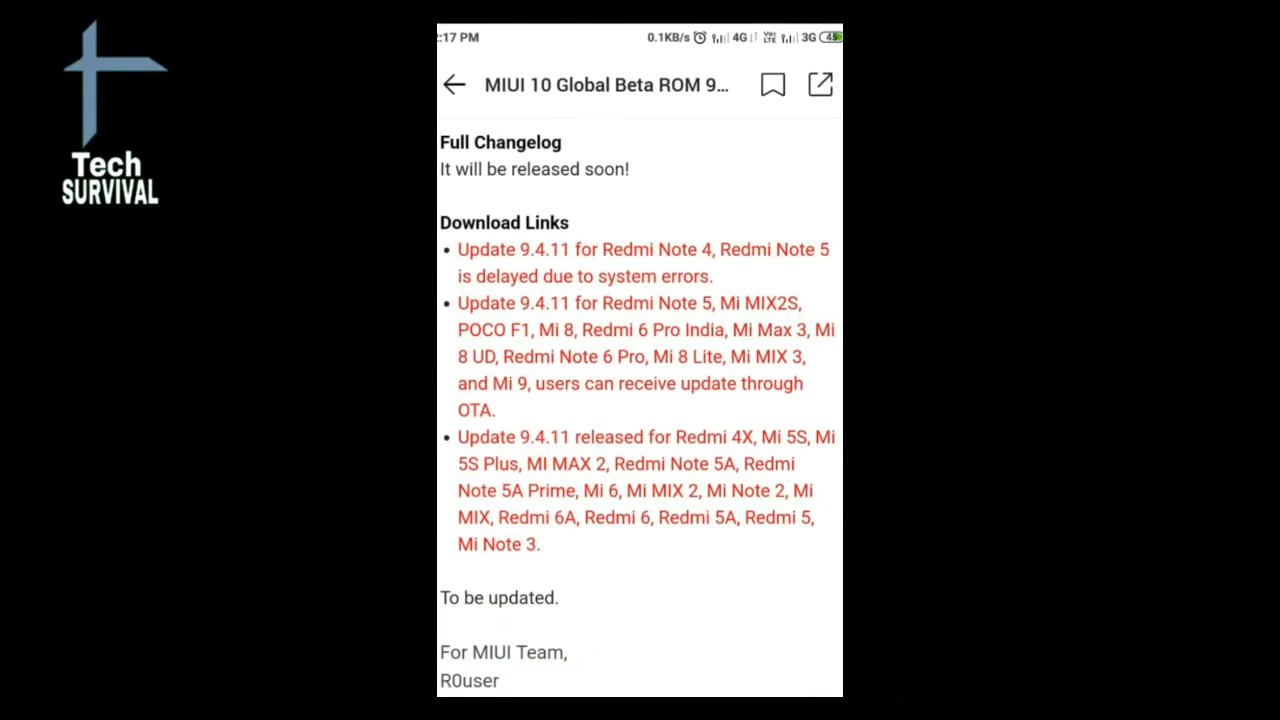 Tech
SURVIVAL
:17 PM
0.1KB/s 4G VoLTE 3G 45
MIUI 10 Global Beta ROM 9...
Full Changelog
It will be released soon!
Download Links
• Update 9.4.11 for Redmi Note 4, Redmi Note 5
is delayed due to system errors.
• Update 9.4.11 for Redmi Note 5, Mi MIX2S,
POCO F1, Mi 8, Redmi 6 Pro India, Mi Max 3, Mi
8 UD, Redmi Note 6 Pro, Mi 8 Lite, Mi MIX 3,
and Mi 9, users can receive update through
OTA.
• Update 9.4.11 released for Redmi 4X, Mi 5S, Mi
5S Plus, MI MAX 2, Redmi Note 5A, Redmi
Note 5A Prime, Mi 6, Mi MIX 2, Mi Note 2, Mi
MIX, Redmi 6A, Redmi 6, Redmi 5A, Redmi 5,
Mi Note 3.
To be updated.
For MIUI Team,
R0user